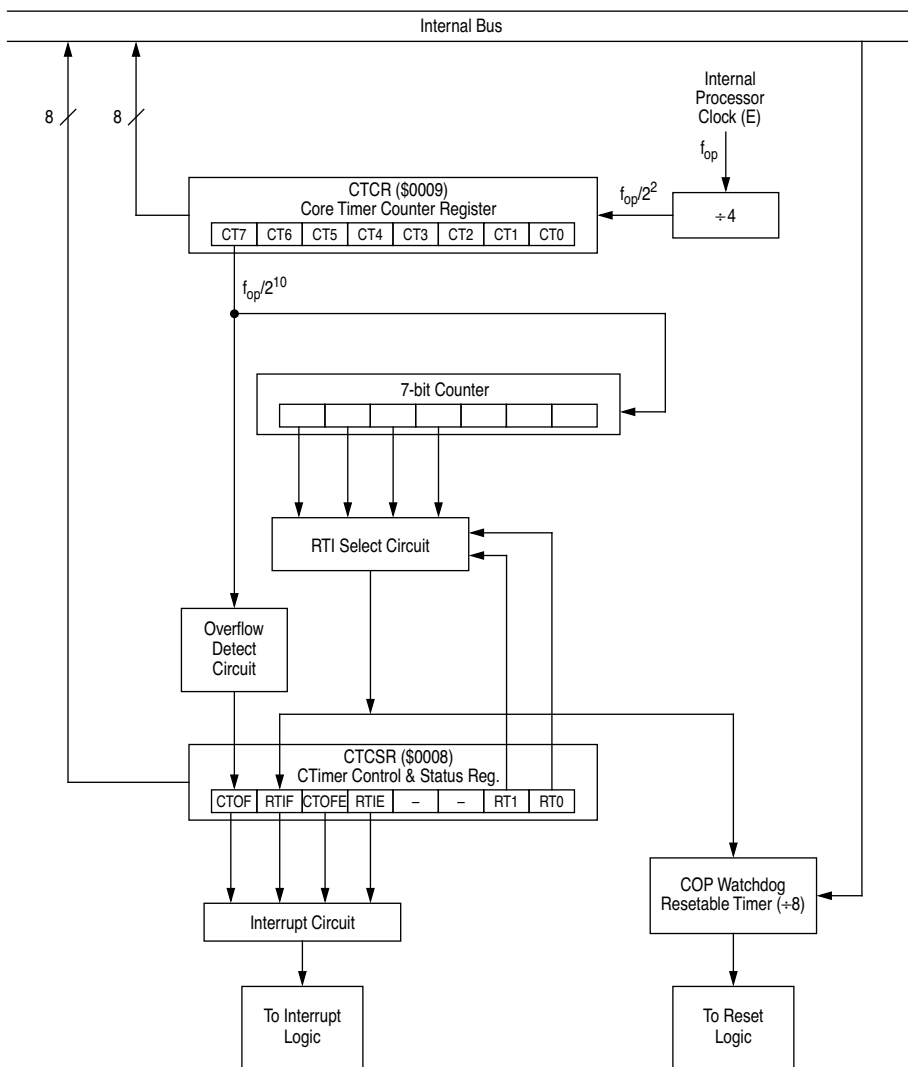 Internal Bus
8
8
Internal
Processor
Clock (E)
f_op
CTCR ($0009)
Core Timer Counter Register
f_op/2^2
÷4
CT7 CT6 CT5 CT4 CT3 CT2 CT1 CT0
f_op/2^10
7-bit Counter
RTI Select Circuit
Overflow
Detect
Circuit
CTCSR ($0008)
CTimer Control & Status Reg.
CTOF RTIF CTOFE RTIE – – RT1 RT0
COP Watchdog
Resetable Timer (÷8)
Interrupt Circuit
To Interrupt
Logic
To Reset
Logic